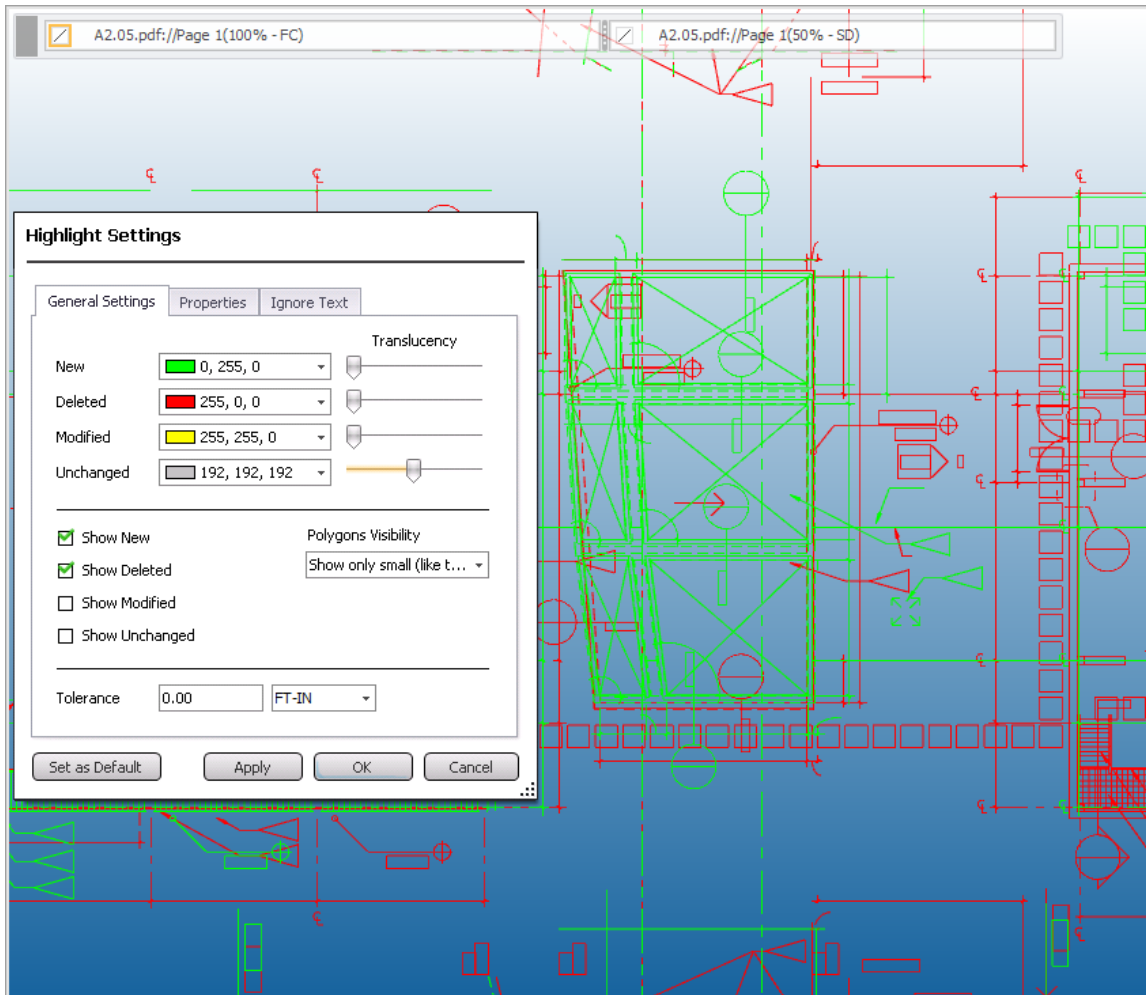 A2.05.pdf://Page 1(100% - FC)
A2.05.pdf://Page 1(50% - SD)
Highlight Settings
General Settings
Properties
Ignore Text
Translucency
New
0, 255, 0
Deleted
255, 0, 0
Modified
255, 255, 0
Unchanged
192, 192, 192
Show New
Polygons Visibility
Show Deleted
Show only small (like t...
Show Modified
Show Unchanged
Tolerance
0.00
FT-IN
Set as Default
Apply
OK
Cancel